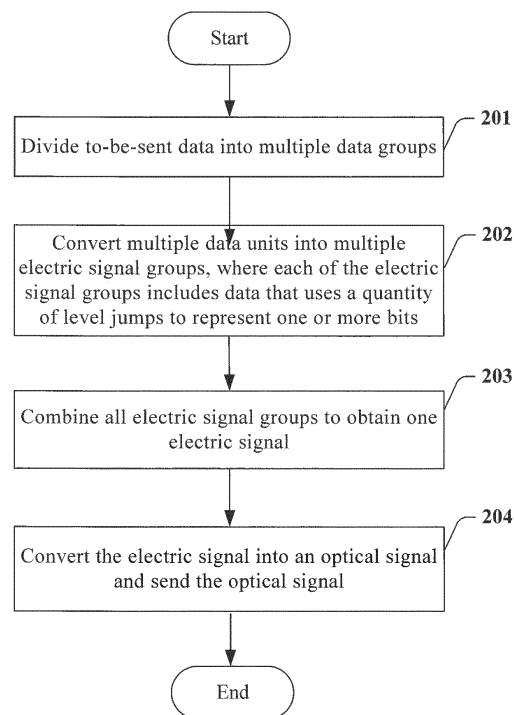 Start
201
Divide to-be-sent data into multiple data groups
202
Convert multiple data units into multiple
electric signal groups, where each of the electric
signal groups includes data that uses a quantity
of level jumps to represent one or more bits
203
Combine all electric signal groups to obtain one
electric signal
204
Convert the electric signal into an optical signal
and send the optical signal
End